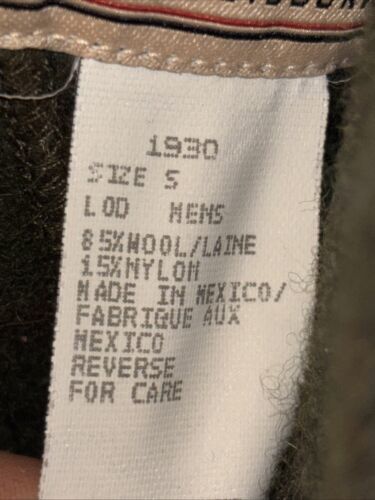 1930
SIZE S
LOD MENS
85%WOOL/LAINE
15%NYLON
MADE IN MEXICO/
FABRIQUE AUX
MEXICO
REVERSE
FOR CARE